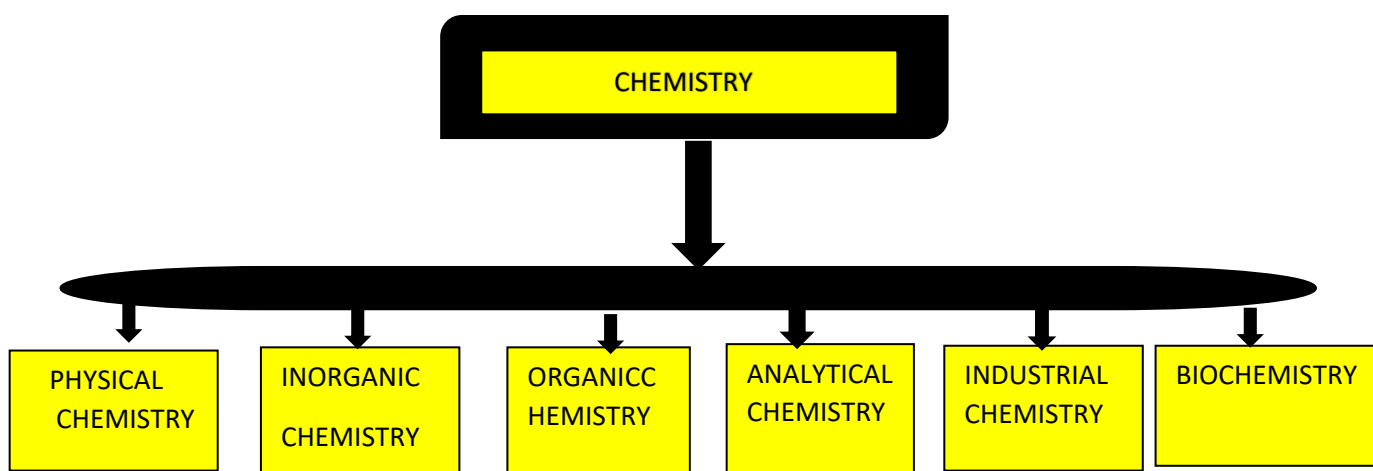 CHEMISTRY
PHYSICAL
CHEMISTRY
INORGANIC
CHEMISTRY
ORGANICC
HEMISTRY
ANALYTICAL
CHEMISTRY
INDUSTRIAL
CHEMISTRY
BIOCHEMISTRY